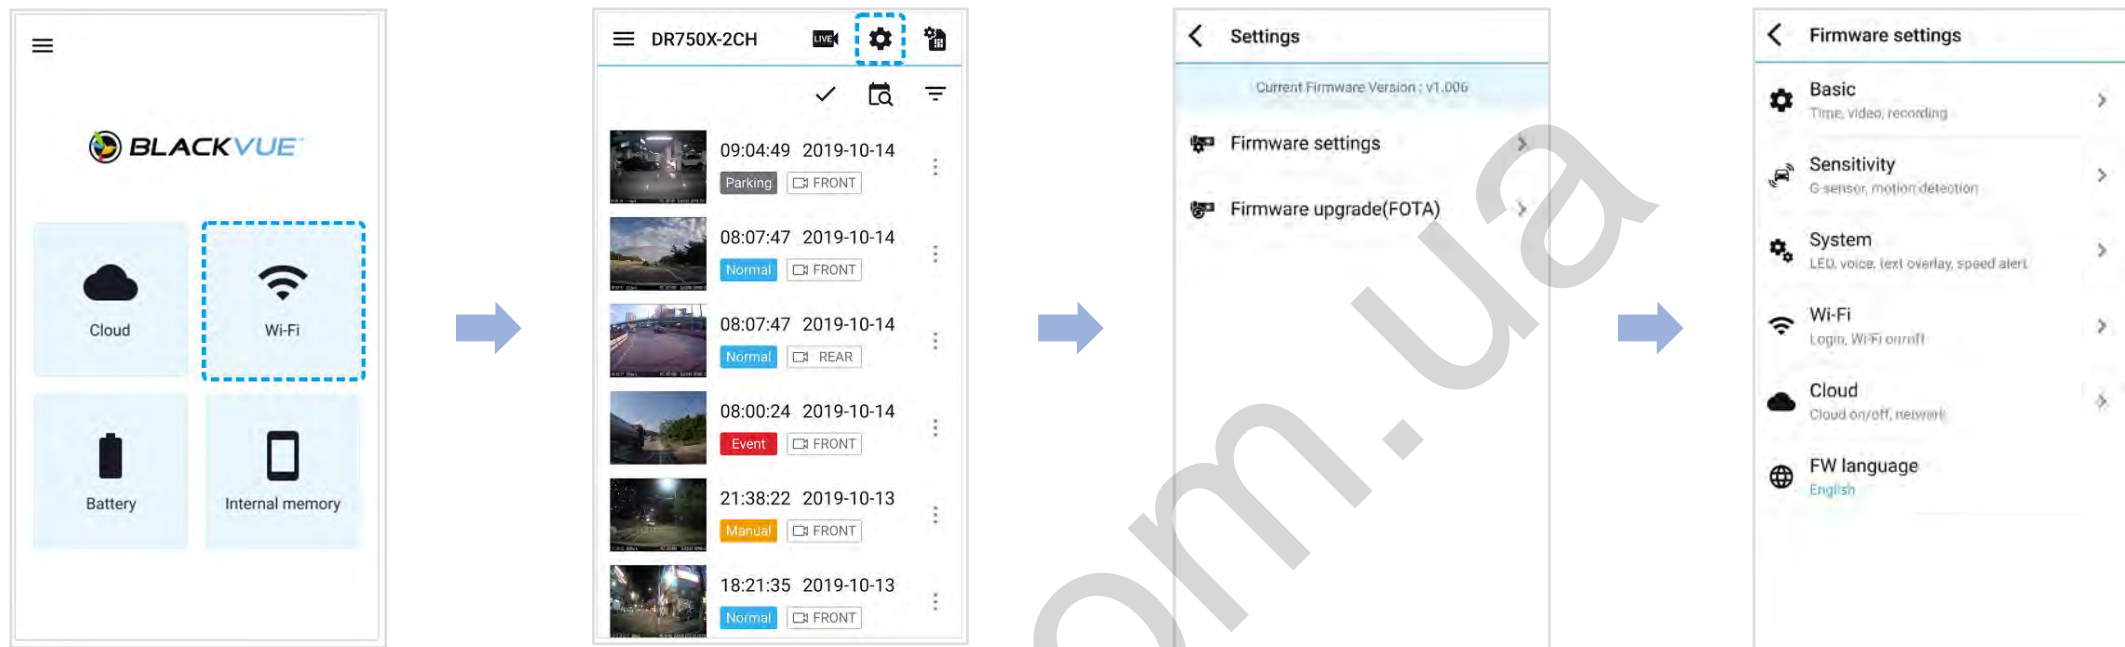 BLACKVUE
Cloud
Wi-Fi
Battery
Internal memory
DR750X-2CH
LIVE
09:04:49 2019-10-14
Parking FRONT
08:07:47 2019-10-14
Normal FRONT
08:07:47 2019-10-14
Normal REAR
08:00:24 2019-10-14
Event FRONT
21:38:22 2019-10-13
Manual FRONT
18:21:35 2019-10-13
Normal FRONT
Settings
Current Firmware Version : v1.006
Firmware settings
Firmware upgrade(FOTA)
Firmware settings
Basic
Time, video, recording
Sensitivity
G-sensor, motion detection
System
LED, voice, text overlay, speed alert
Wi-Fi
Login, Wi-Fi on/off
Cloud
Cloud on/off, network
FW language
English
om.ua